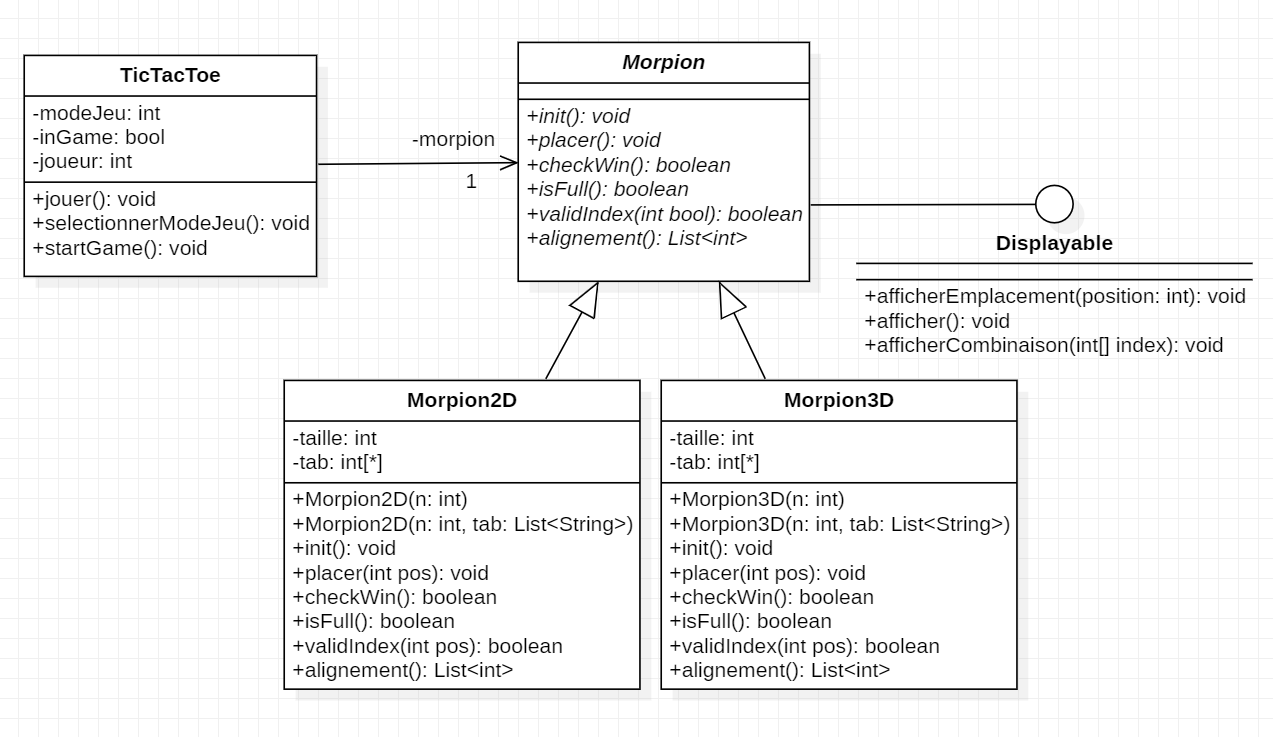 TicTacToe
-modeJeu: int
-inGame: bool
-joueur: int
+jouer(): void
+selectionnerModeJeu(): void
+startGame(): void
-morpion
1
Morpion
+init(): void
+placer(): void
+checkWin(): boolean
+isFull(): boolean
+validIndex(int bool): boolean
+alignement(): List<int>
Displayable
+afficherEmplacement(position: int): void
+afficher(): void
+afficherCombinaison(int[] index): void
Morpion2D
-taille: int
-tab: int[*]
+Morpion2D(n: int)
+Morpion2D(n: int, tab: List<String>)
+init(): void
+placer(int pos): void
+checkWin(): boolean
+isFull(): boolean
+validIndex(int pos): boolean
+alignement(): List<int>
Morpion3D
-taille: int
-tab: int[*]
+Morpion3D(n: int)
+Morpion3D(n: int, tab: List<String>)
+init(): void
+placer(int pos): void
+checkWin(): boolean
+isFull(): boolean
+validIndex(int pos): boolean
+alignement(): List<int>